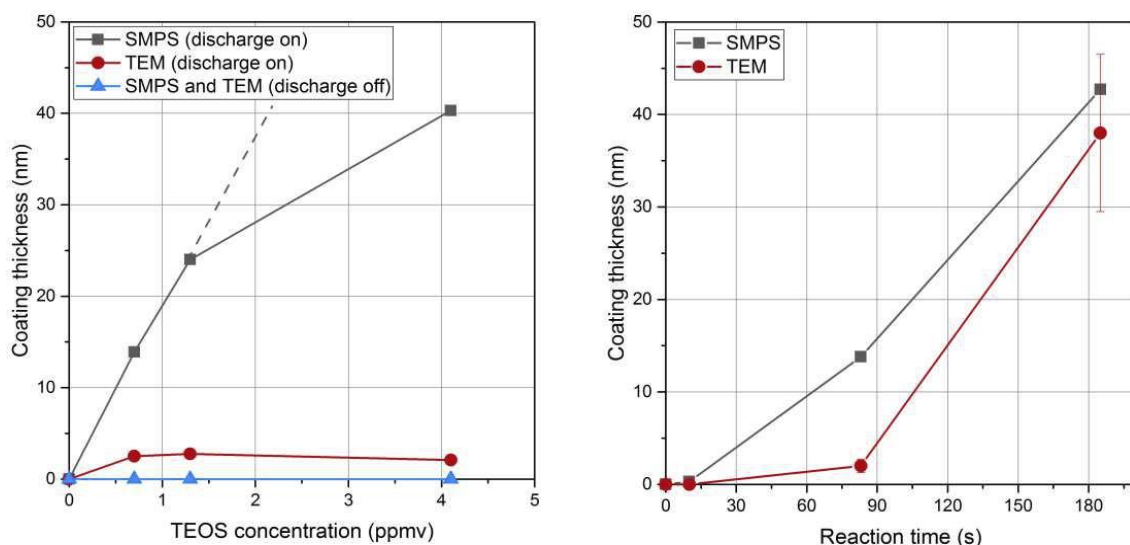 50
40
30
20
10
0
Coating thickness (nm)
SMPS (discharge on)
TEM (discharge on)
SMPS and TEM (discharge off)
0 1 2 3 4 5
TEOS concentration (ppmv)
50
40
30
20
10
0
Coating thickness (nm)
SMPS
TEM
0 30 60 90 120 150 180
Reaction time (s)